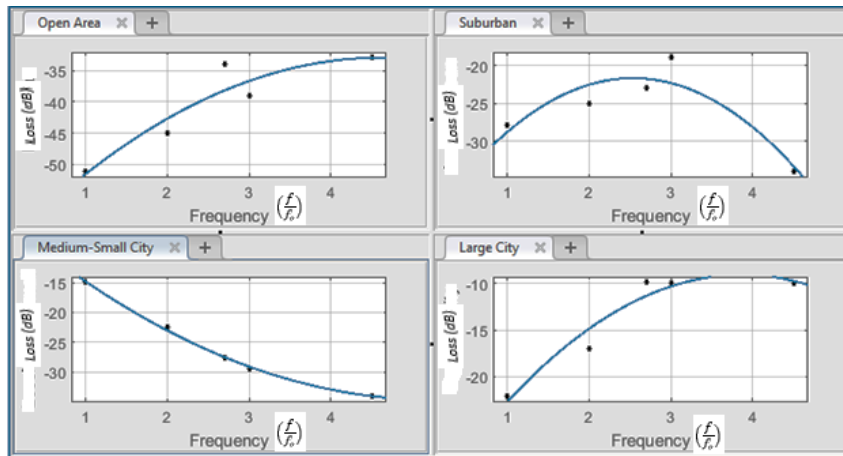 Open Area × +
Loss (dB)
-35
-40
-45
-50
1 2 3 4
Frequency (f/fₒ)
Suburban × +
Loss (dB)
-20
-25
-30
1 2 3 4
Frequency (f/fₒ)
Medium-Small City × +
Loss (dB)
-15
-20
-25
-30
1 2 3 4
Frequency (f/fₒ)
Large City × +
Loss (dB)
-10
-15
-20
1 2 3 4
Frequency (f/fₒ)